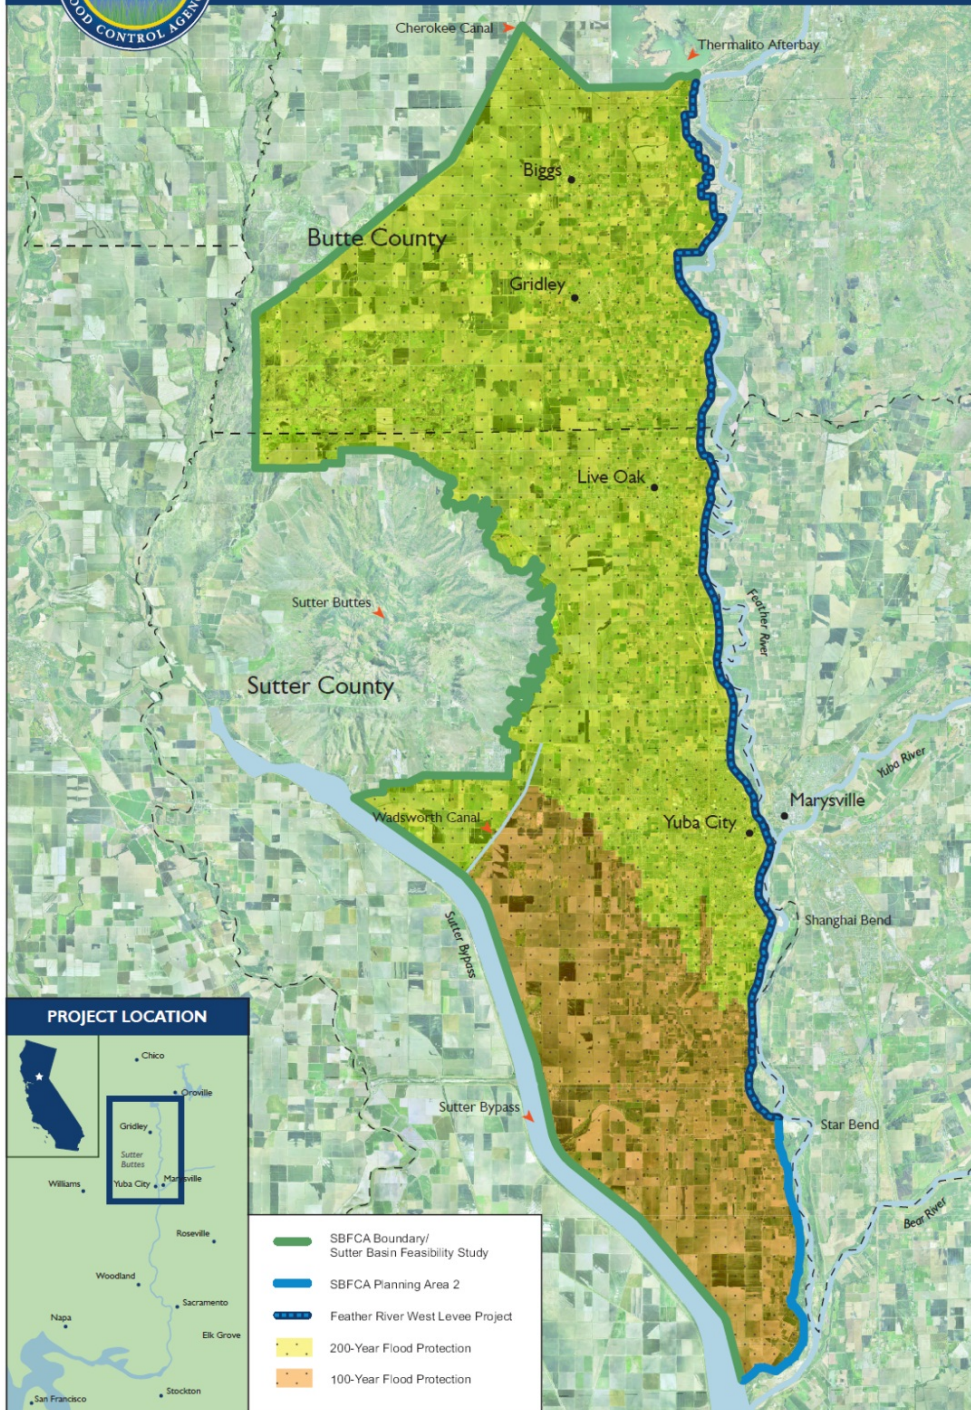 OOD CONTROL AGEN
Cherokee Canal
Thermalito Afterbay
Biggs
Butte County
Gridley
Live Oak
Feather River
Sutter Buttes
Sutter County
Yuba River
Marysville
Wadsworth Canal
Yuba City
Shanghai Bend
Sutter Bypass
Sutter Bypass
Star Bend
Bear River
PROJECT LOCATION
Chico
Oroville
Gridley
Sutter
Buttes
Williams
Yuba City
Marysville
Roseville
Woodland
Sacramento
Napa
Elk Grove
Stockton
San Francisco
SBFCA Boundary/
Sutter Basin Feasibility Study
SBFCA Planning Area 2
Feather River West Levee Project
200-Year Flood Protection
100-Year Flood Protection